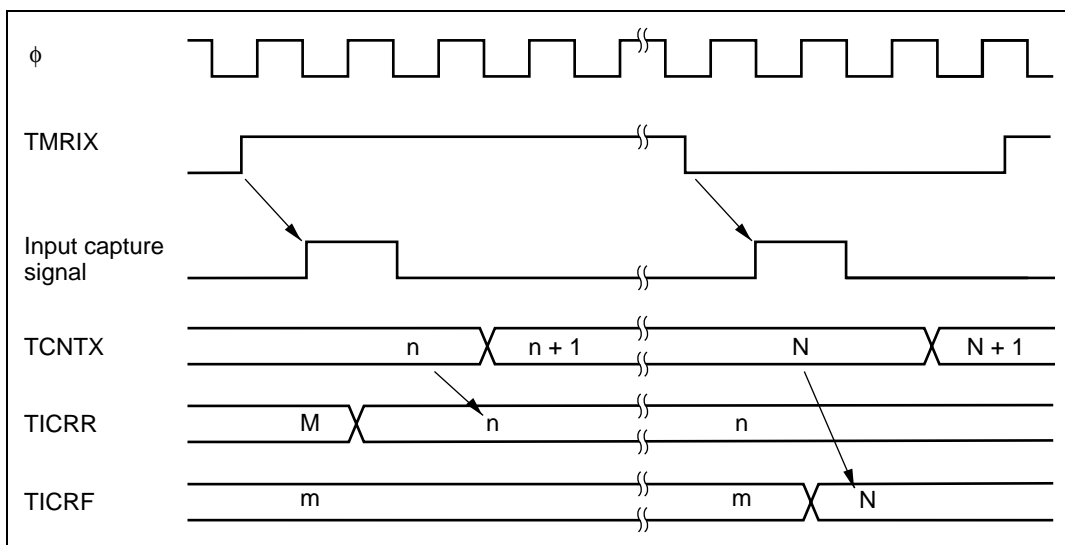 ϕ
TMRIX
Input capture
signal
TCNTX n n + 1 N N + 1
TICRR M n n
TICRF m m N